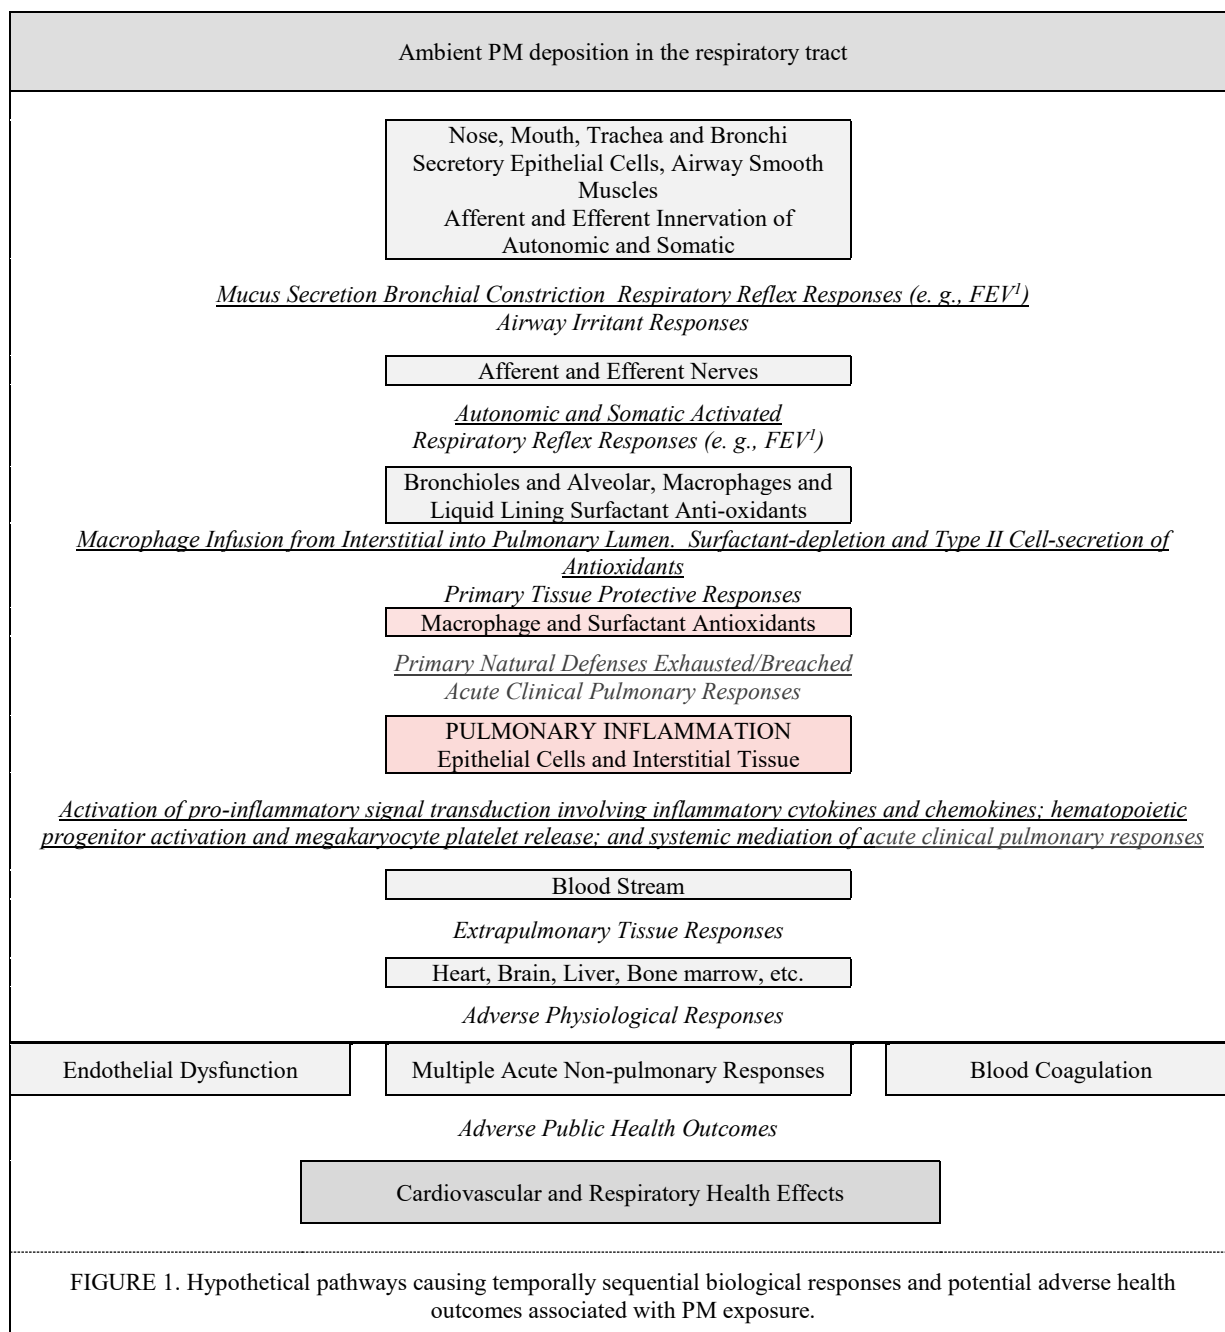 Ambient PM deposition in the respiratory tract
Nose, Mouth, Trachea and Bronchi
Secretory Epithelial Cells, Airway Smooth
Muscles
Afferent and Efferent Innervation of
Autonomic and Somatic
Mucus Secretion Bronchial Constriction  Respiratory Reflex Responses (e. g., FEV¹)
Airway Irritant Responses
Afferent and Efferent Nerves
Autonomic and Somatic Activated
Respiratory Reflex Responses (e. g., FEV¹)
Bronchioles and Alveolar, Macrophages and
Liquid Lining Surfactant Anti-oxidants
Macrophage Infusion from Interstitial into Pulmonary Lumen.  Surfactant-depletion and Type II Cell-secretion of
Antioxidants
Primary Tissue Protective Responses
Macrophage and Surfactant Antioxidants
Primary Natural Defenses Exhausted/Breached
Acute Clinical Pulmonary Responses
PULMONARY INFLAMMATION
Epithelial Cells and Interstitial Tissue
Activation of pro-inflammatory signal transduction involving inflammatory cytokines and chemokines; hematopoietic
progenitor activation and megakaryocyte platelet release; and systemic mediation of acute clinical pulmonary responses
Blood Stream
Extrapulmonary Tissue Responses
Heart, Brain, Liver, Bone marrow, etc.
Adverse Physiological Responses
Endothelial Dysfunction
Multiple Acute Non-pulmonary Responses
Blood Coagulation
Adverse Public Health Outcomes
Cardiovascular and Respiratory Health Effects
FIGURE 1. Hypothetical pathways causing temporally sequential biological responses and potential adverse health
outcomes associated with PM exposure.